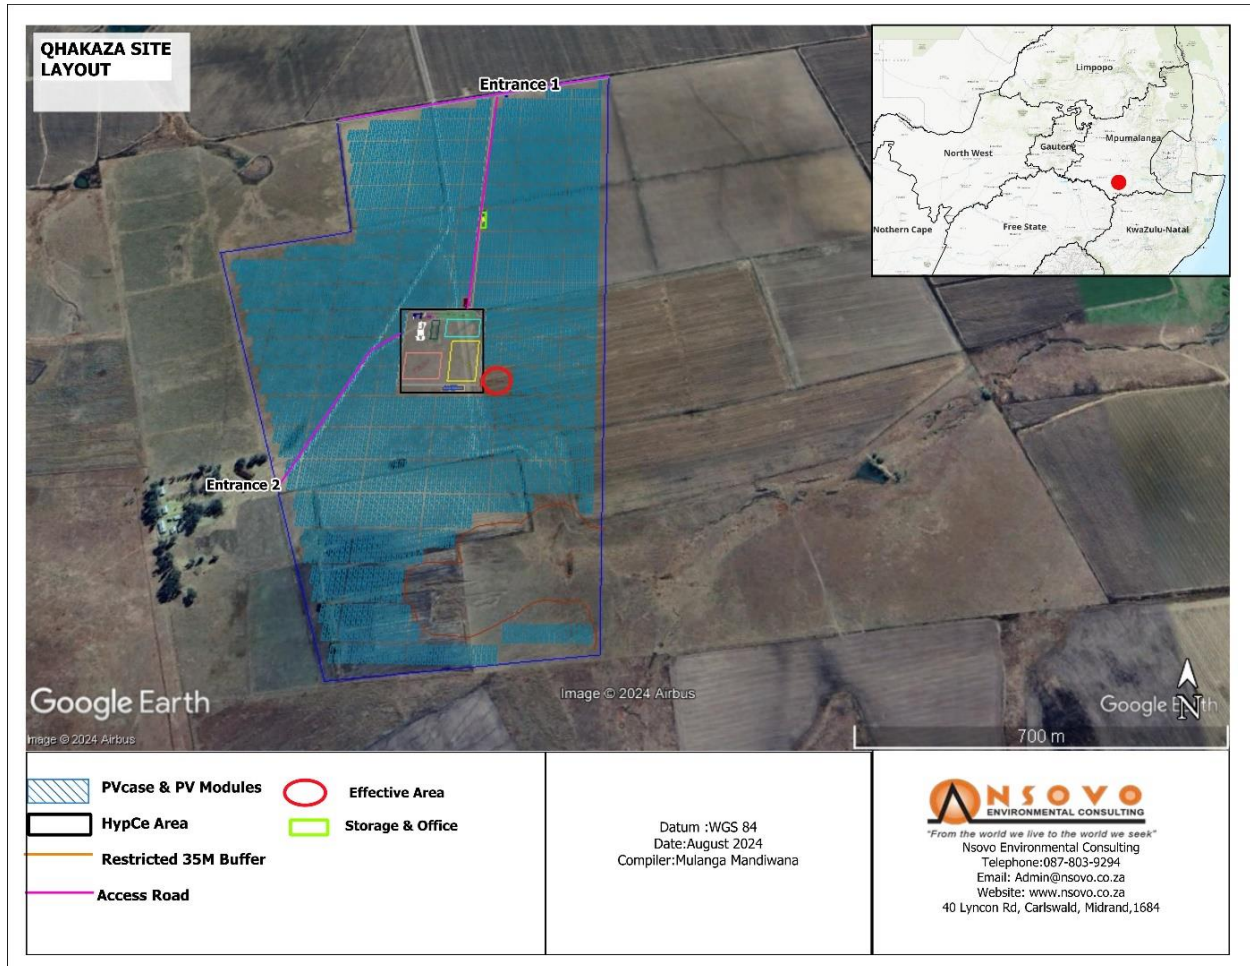 QHAKAZA SITE
LAYOUT
Entrance 1
Entrance 2
Limpopo
Mpumalanga
Gauteng
North West
Free State
KwaZulu-Natal
Nothern Cape
Google Earth
Image © 2024 Airbus
Image © 2024 Airbus
Google Earth
N
700 m
PVcase & PV Modules
HypCe Area
Restricted 35M Buffer
Access Road
Effective Area
Storage & Office
Datum :WGS 84
Date:August 2024
Compiler:Mulanga Mandiwana
NSOVO
ENVIRONMENTAL CONSULTING
"From the world we live to the world we seek"
Nsovo Environmental Consulting
Telephone:087-803-9294
Email: Admin@nsovo.co.za
Website: www.nsovo.co.za
40 Lyncon Rd, Carlswald, Midrand,1684